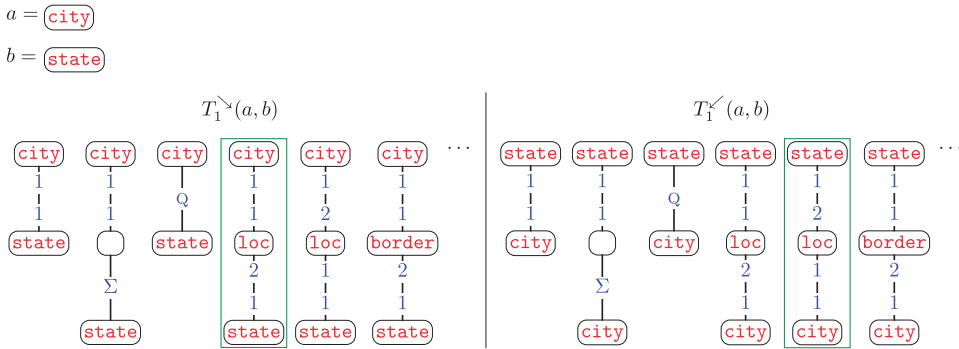 a = city
b = state
T₁↘(a, b) T₁↙(a, b)
city city city city city city ··· state state state state state state ···
1 1 1 1 1 1 1 1 1 1
Q Q
1 1 1 2 1 1 1 1 2 1
state state loc loc border city city loc loc border
2 1 2 2 1 2
Σ Σ
1 1 1 1 1 1
state state state state city city city city